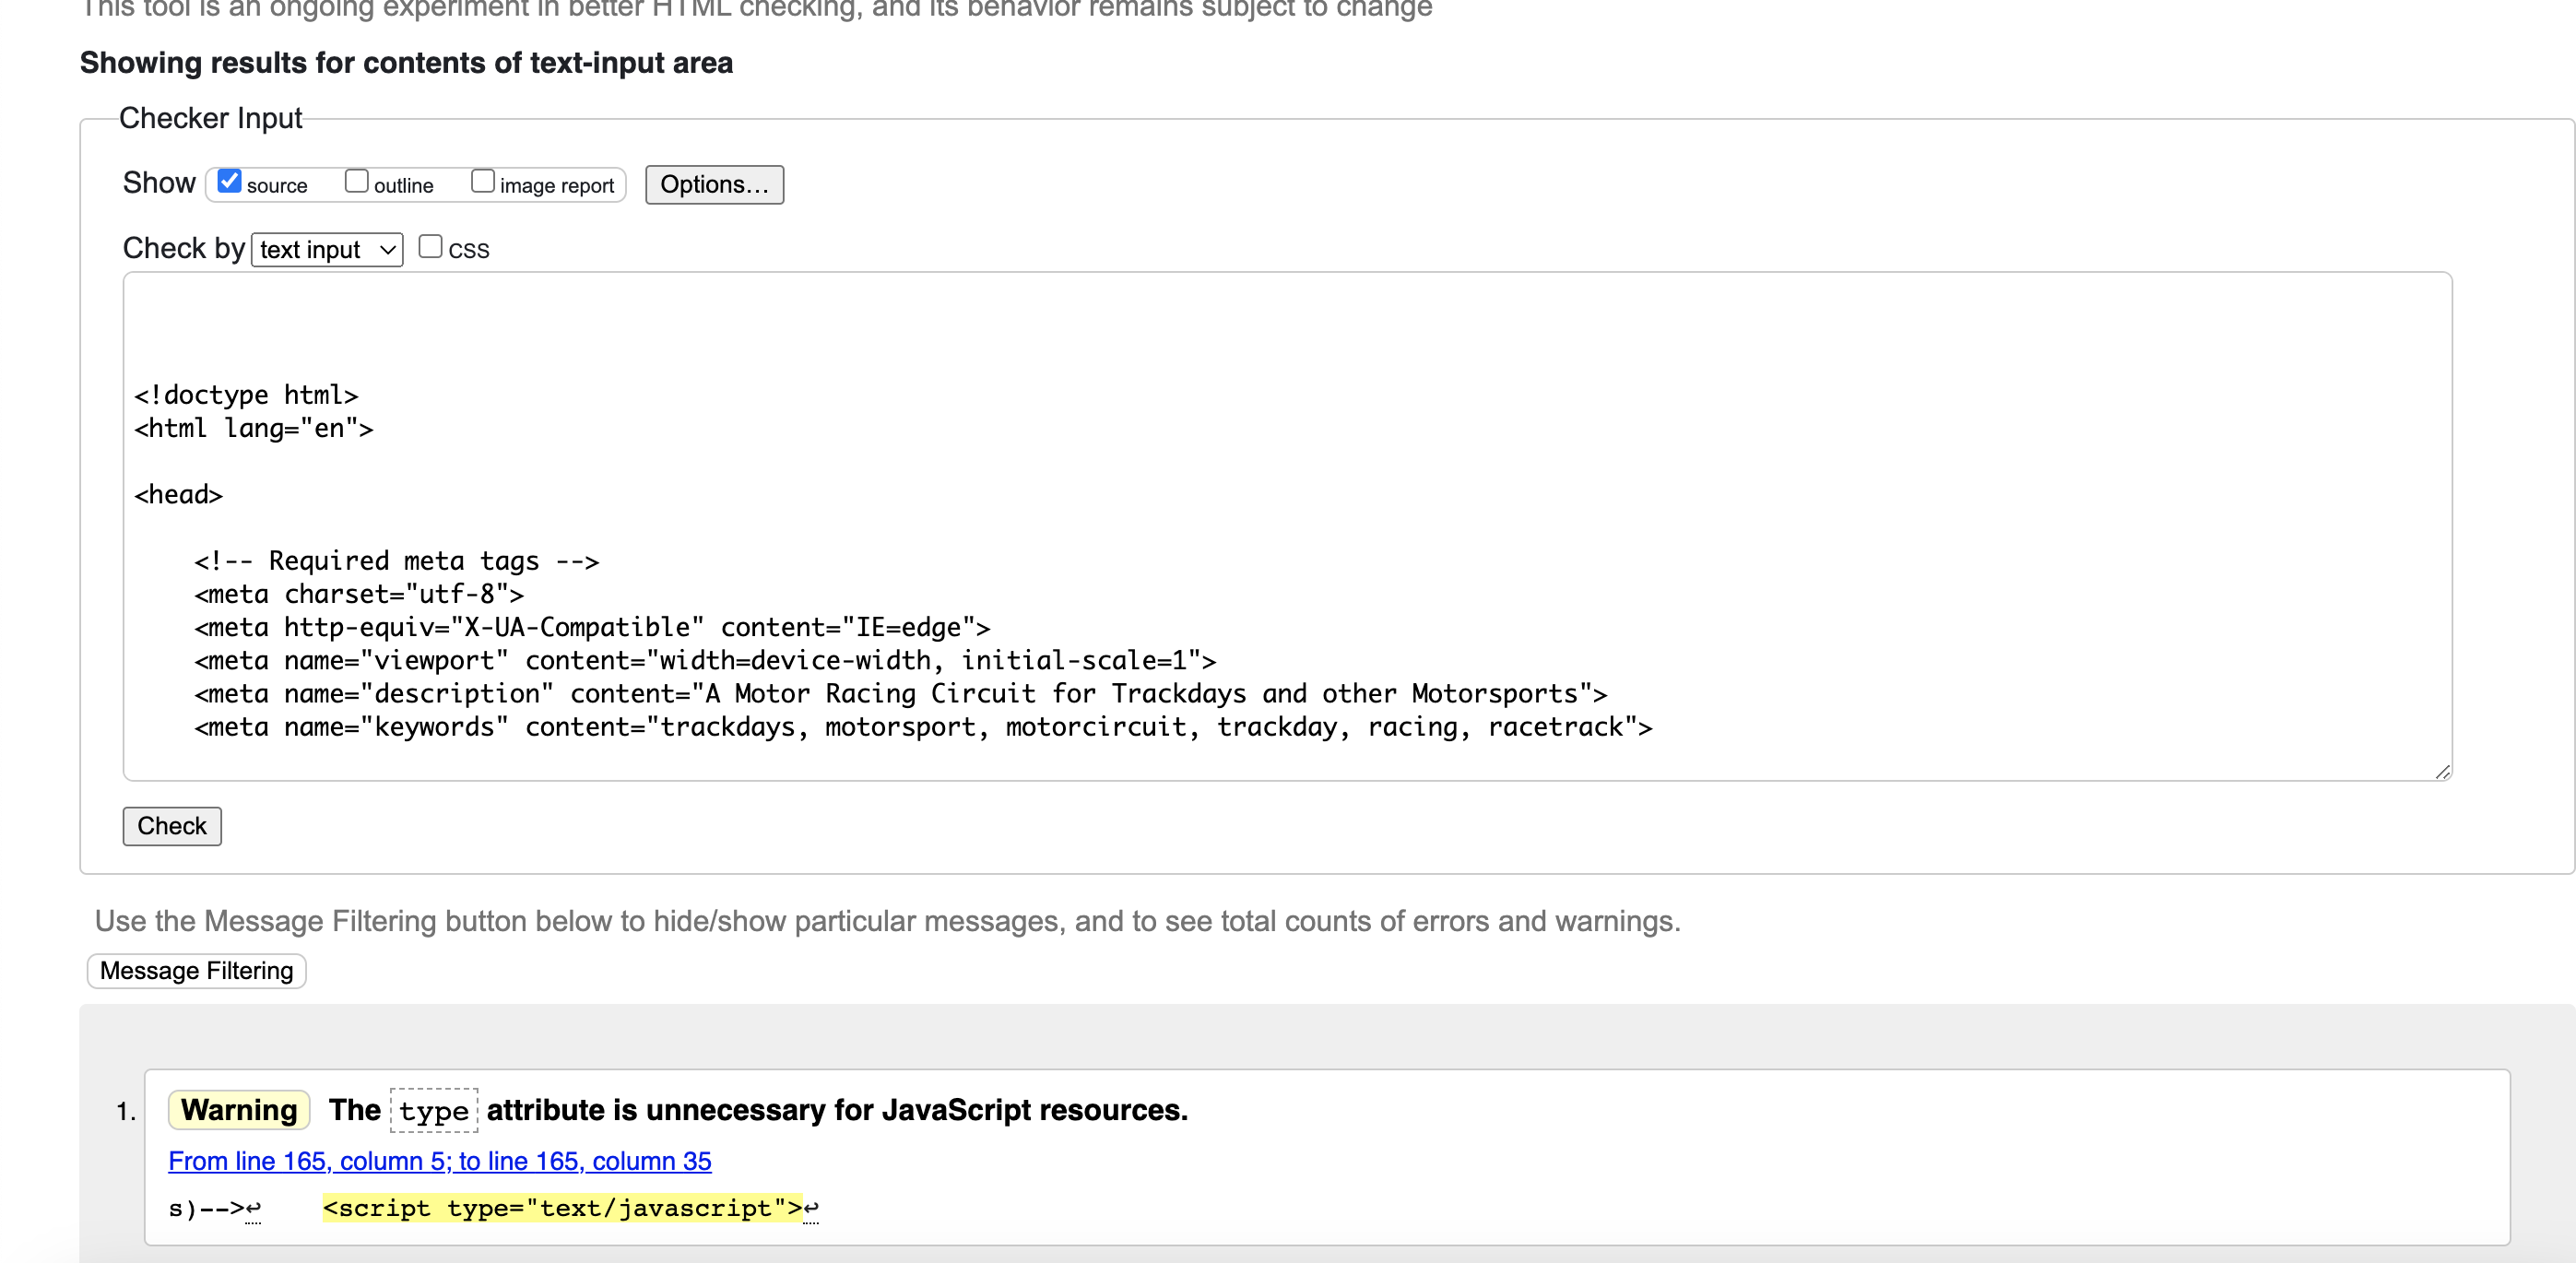 This tool is an ongoing experiment in better HTML checking, and its behavior remains subject to change
Showing results for contents of text-input area
Checker Input
Show source outline image report Options...
Check by text input css
<!doctype html>
<html lang="en">
<head>
<!-- Required meta tags -->
<meta charset="utf-8">
<meta http-equiv="X-UA-Compatible" content="IE=edge">
<meta name="viewport" content="width=device-width, initial-scale=1">
<meta name="description" content="A Motor Racing Circuit for Trackdays and other Motorsports">
<meta name="keywords" content="trackdays, motorsport, motorcircuit, trackday, racing, racetrack">
Check
Use the Message Filtering button below to hide/show particular messages, and to see total counts of errors and warnings.
Message Filtering
1. Warning The type attribute is unnecessary for JavaScript resources.
From line 165, column 5; to line 165, column 35
s)-->↩ <script type="text/javascript">↩